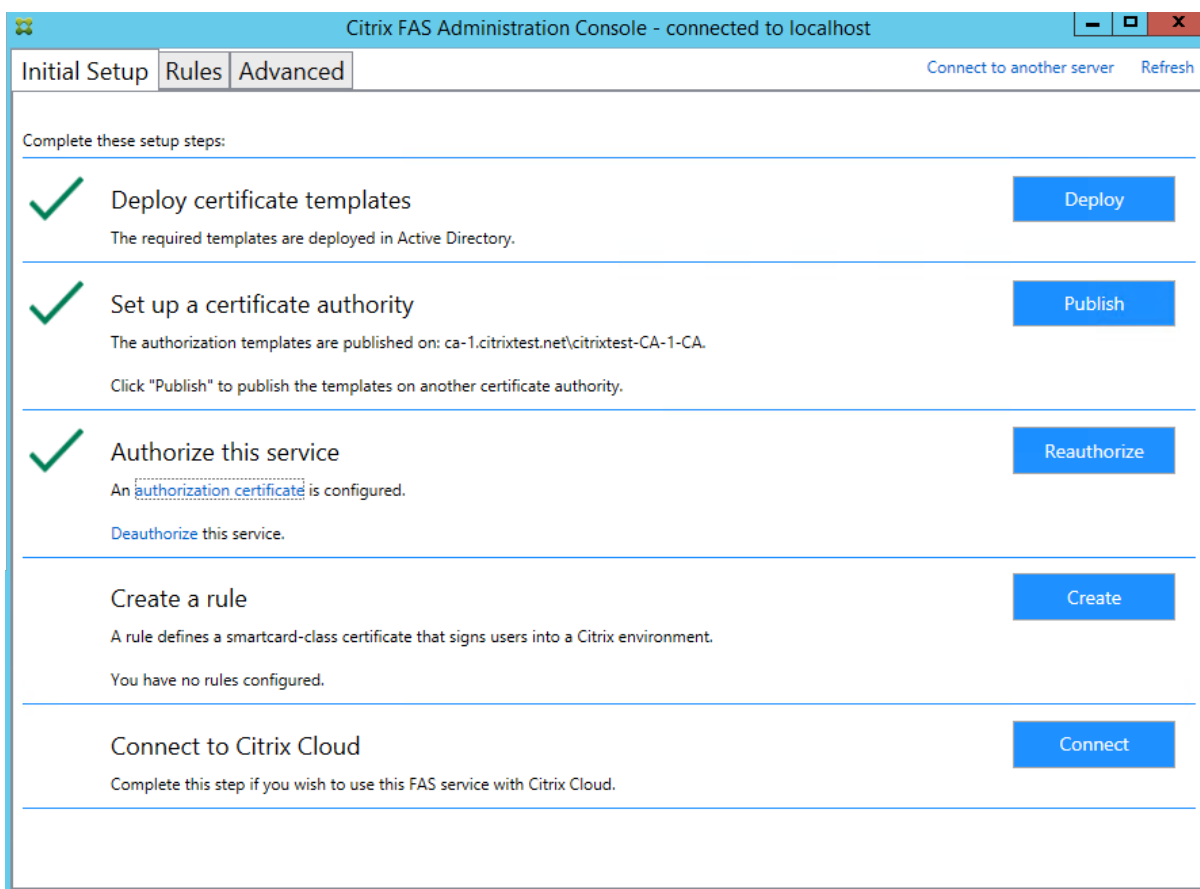 Citrix FAS Administration Console - connected to localhost
Initial Setup Rules Advanced Connect to another server Refresh
Complete these setup steps:
Deploy certificate templates Deploy
The required templates are deployed in Active Directory.
Set up a certificate authority Publish
The authorization templates are published on: ca-1.citrixtest.net\citrixtest-CA-1-CA.
Click "Publish" to publish the templates on another certificate authority.
Authorize this service Reauthorize
An authorization certificate is configured.
Deauthorize this service.
Create a rule Create
A rule defines a smartcard-class certificate that signs users into a Citrix environment.
You have no rules configured.
Connect to Citrix Cloud Connect
Complete this step if you wish to use this FAS service with Citrix Cloud.